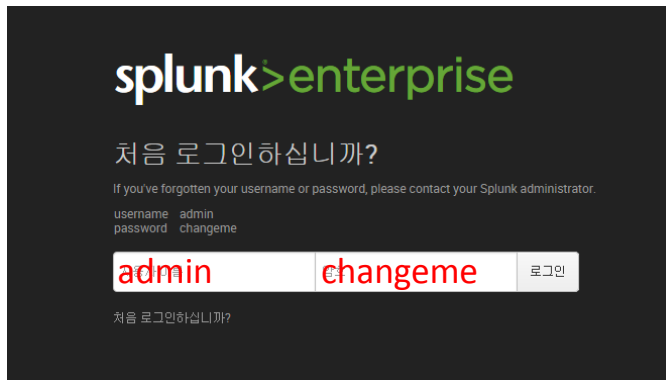 splunk>enterprise
처음 로그인하십니까?
If you've forgotten your username or password, please contact your Splunk administrator.
username admin
password changeme
admin changeme 로그인
처음 로그인하십니까?